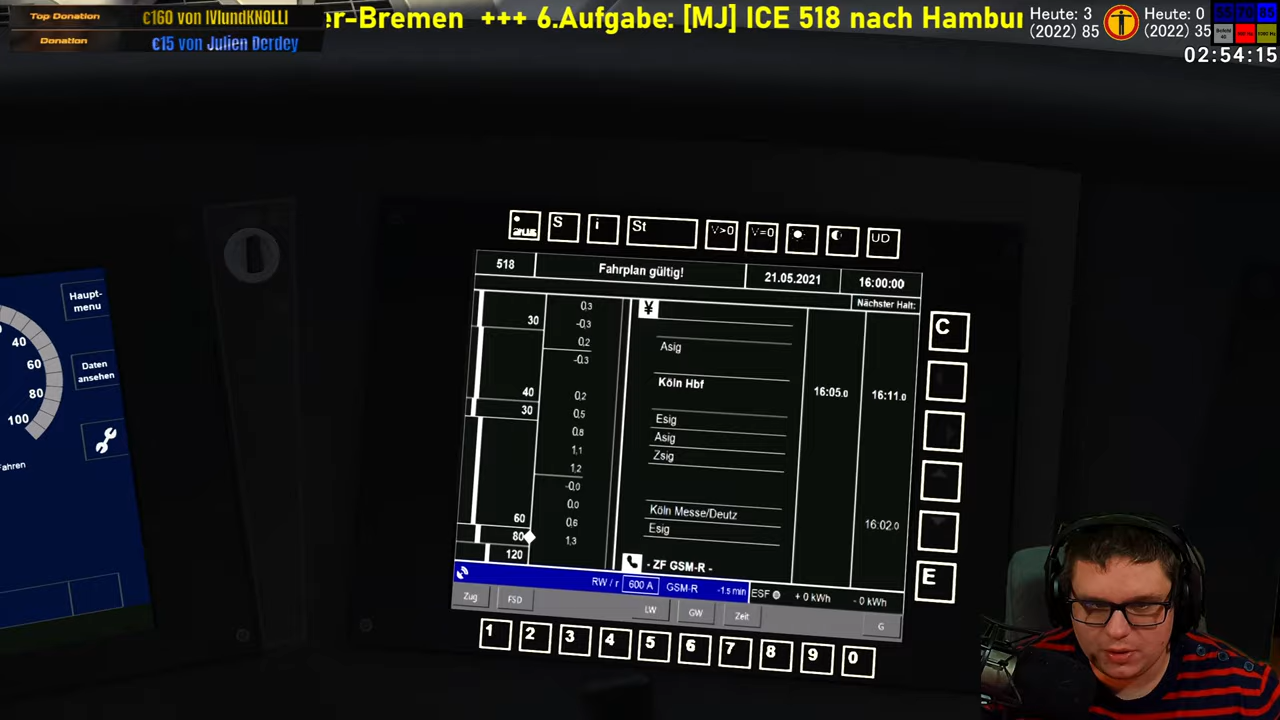 Top Donation
€160 von IVIundKNOLLI
Donation
€15 von Julien Derdey
er-Bremen +++ 6.Aufgabe: [MJ] ICE 518 nach Hambur
Heute: 3
(2022) 85
Heute: 0
(2022) 35
02:54:15
S
i
St
V>0
V=0
UD
518
Fahrplan gültig!
21.05.2021
16:00:00
Nächster Halt:
Haupt-
menu
Daten
ansehen
40
60
80
100
0,3
30
-0,3
0,2
Asig
-0,3
Köln Hbf
16:05.0
16:11.0
40
0,2
30
0,5
Esig
0,8
Asig
1,1
Zsig
1,2
-0,0
0,0
Köln Messe/Deutz
16:02.0
60
0,6
Esig
80
1,3
120
- ZF GSM-R -
RW / r
600 A
GSM-R
-1.5 min
ESF
+ 0 kWh
- 0 kWh
Zug
FSD
LW
GW
Zeit
G
1
2
3
4
5
6
7
8
9
0
C
E